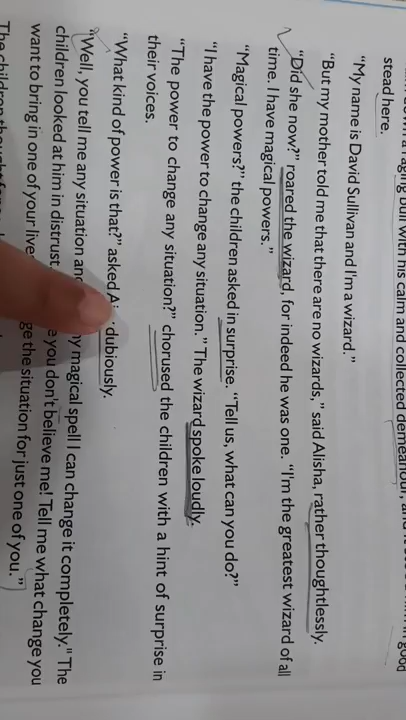 a raging bull with his calm and collected demeanour, and
stead here.
"My name is David Sullivan and I'm a wizard."
"But my mother told me that there are no wizards," said Alisha, rather thoughtlessly.
"Did she now?" roared the wizard, for indeed he was one. "I'm the greatest wizard of all
time. I have magical powers."
"Magical powers?" the children asked in surprise. "Tell us, what can you do?"
"I have the power to change any situation." The wizard spoke loudly.
"The power to change any situation?" chorused the children with a hint of surprise in
their voices.
"What kind of power is that?" asked dubiously.
"Well, you tell me any situation and magical spell I can change it completely." The
children looked at him in distrust. you don't believe me! Tell me what change you
want to bring in one of your the situation for just one of you."
The children